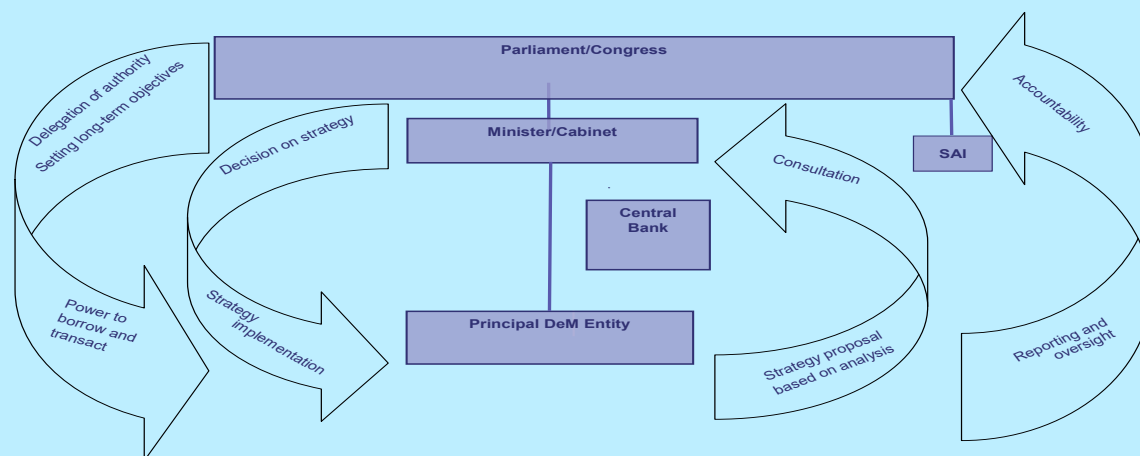 Parliament/Congress
Delegation of authority
Setting long-term objectives
Accountability
Minister/Cabinet
Decision on strategy
SAI
Consultation
Central
Bank
Power to
borrow and
transact
Strategy
implementation
Principal DeM Entity
Strategy proposal
based on analysis
Reporting and
oversight